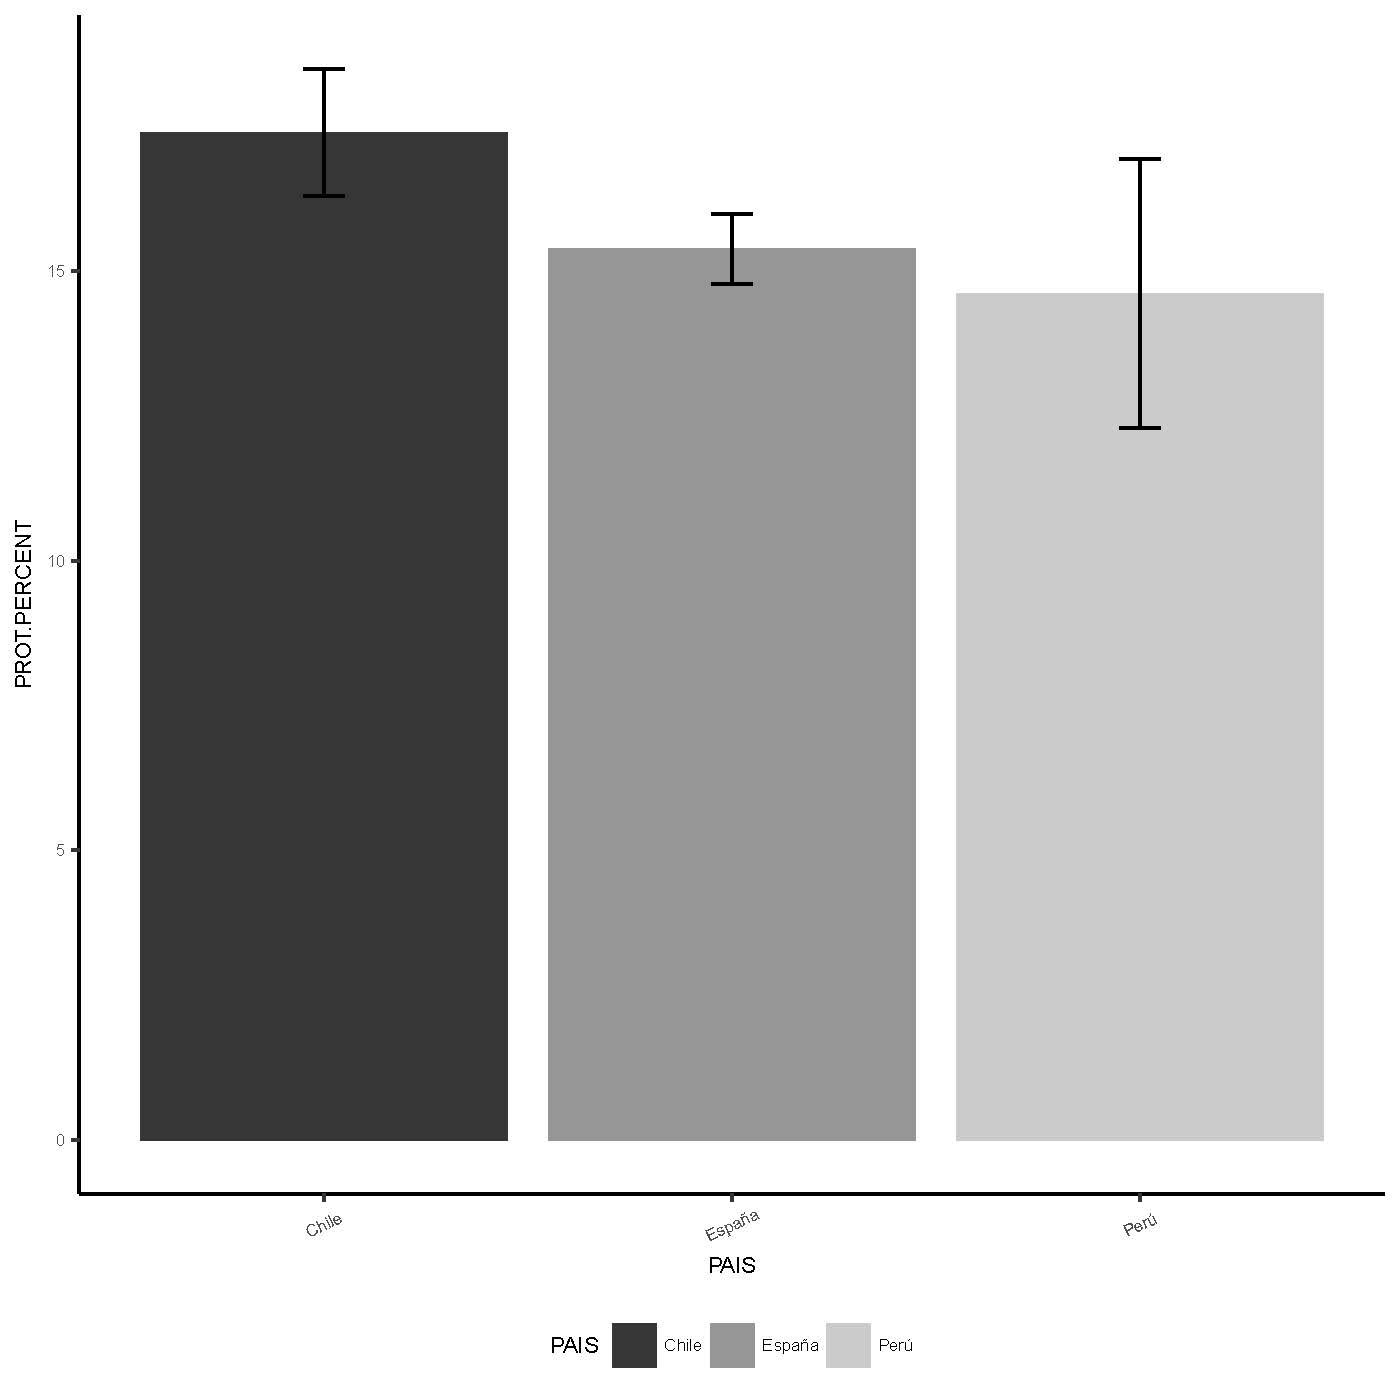 PROT.PERCENT
15
10
5
0
Chile España Perú
PAIS
PAIS Chile España Perú